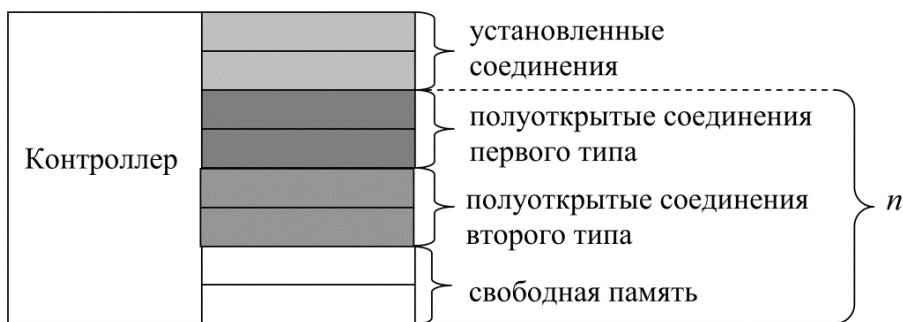 установленные
соединения
полуоткрытые соединения
первого типа
Контроллер
полуоткрытые соединения
второго типа
n
свободная память